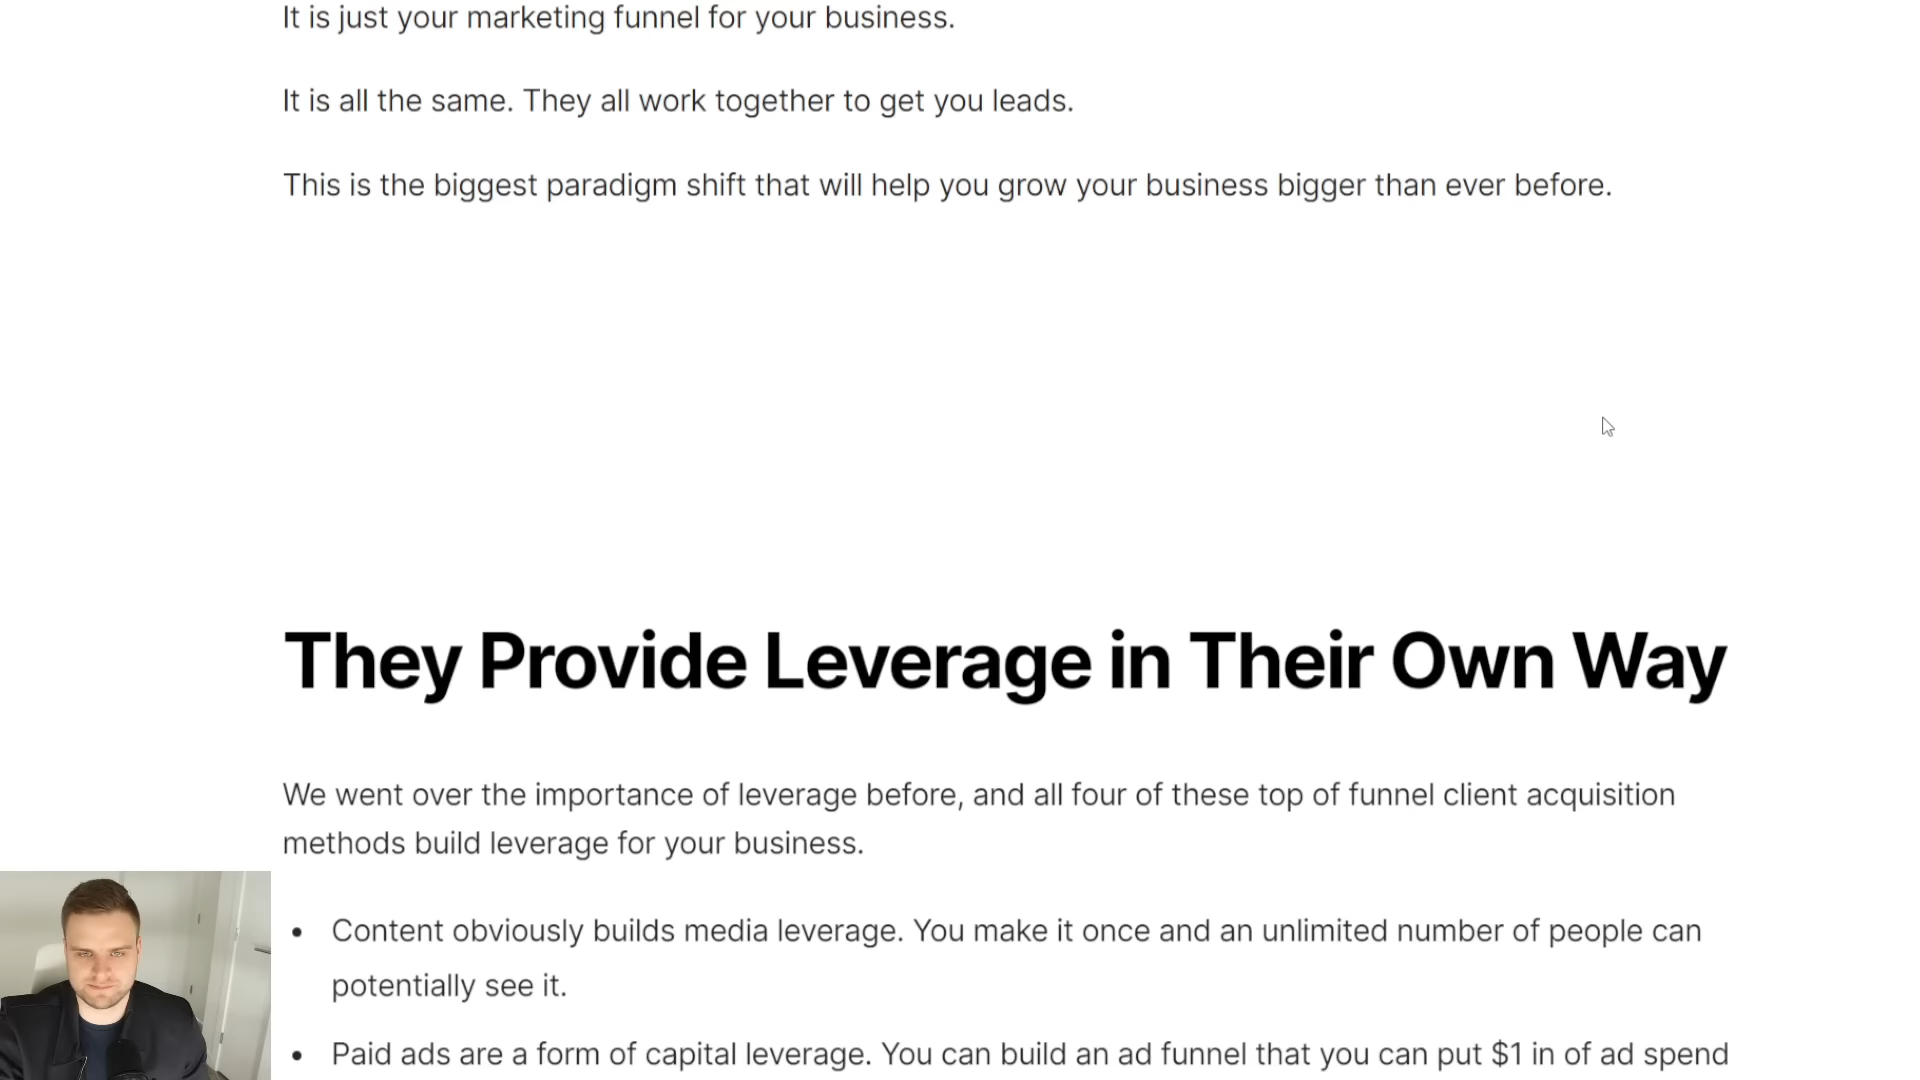 It is just your marketing funnel for your business.
It is all the same. They all work together to get you leads.
This is the biggest paradigm shift that will help you grow your business bigger than ever before.
They Provide Leverage in Their Own Way
We went over the importance of leverage before, and all four of these top of funnel client acquisition
methods build leverage for your business.
• Content obviously builds media leverage. You make it once and an unlimited number of people can
potentially see it.
• Paid ads are a form of capital leverage. You can build an ad funnel that you can put $1 in of ad spend